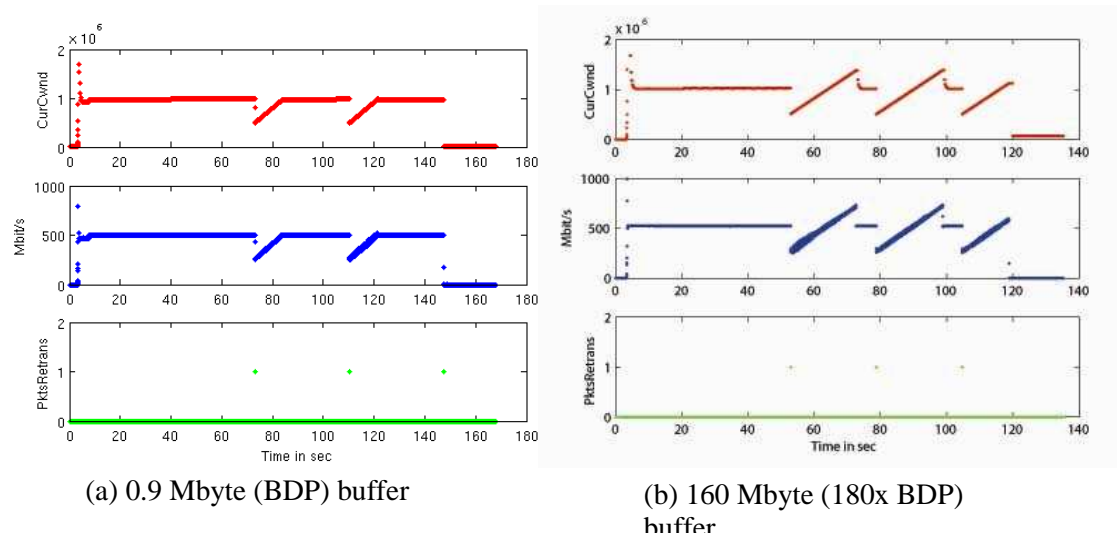 × 10 6
2
1
0
CurCwnd
0 20 40 60 80 100 120 140 160 180
1000
500
0
Mbit/s
0 20 40 60 80 100 120 140 160 180
2
1
0
PktsRetrans
0 20 40 60 80 100 120 140 160 180
Time in sec
(a) 0.9 Mbyte (BDP) buffer
x 10 6
2
1
0
CurCwnd
0 20 40 60 80 100 120 140
1000
500
0
Mbit/s
0 20 40 60 80 100 120 140
2
1
0
PktsRetrans
0 20 40 60 80 100 120 140
Time in sec
(b) 160 Mbyte (180x BDP)
buffer